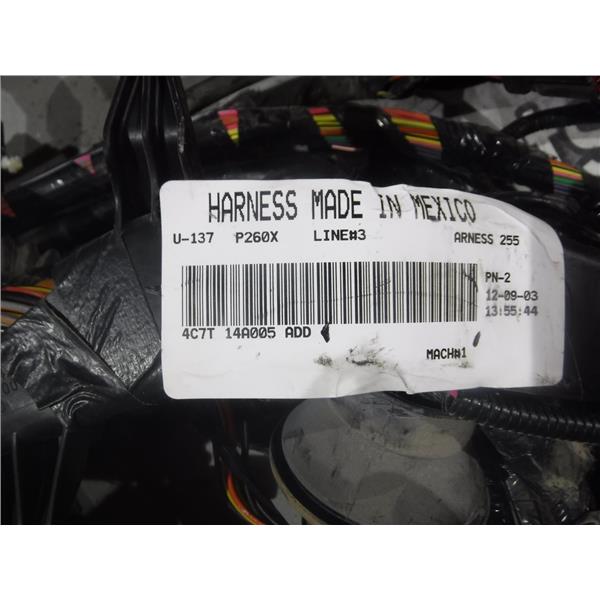 HARNESS MADE IN MEXICO
U-137 P260X LINE#3 ARNESS 255
PN-2
12-09-03
13:55:44
4C7T 14A005 ADD
MACH#1